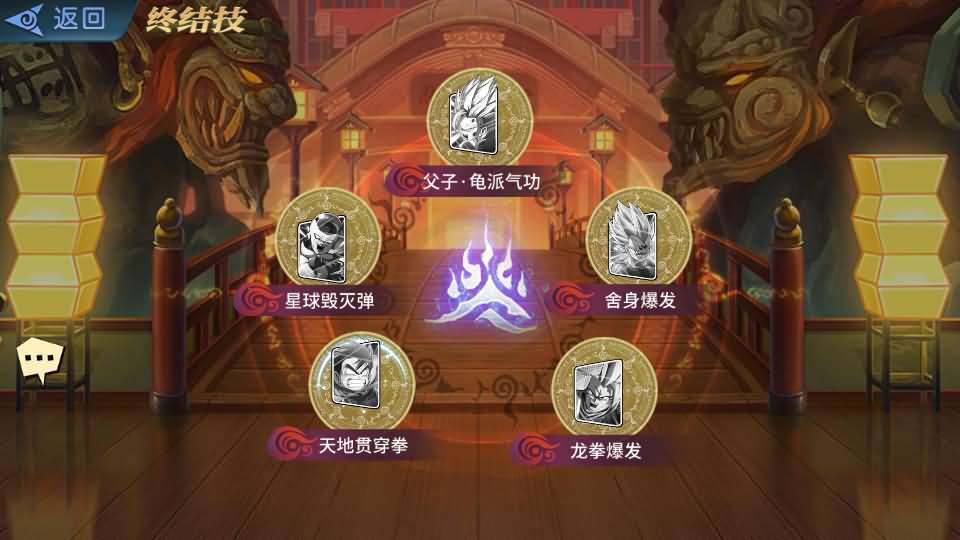 返回
终结技
父子·龟派气功
星球毁灭弹
舍身爆发
天地贯穿拳
龙拳爆发